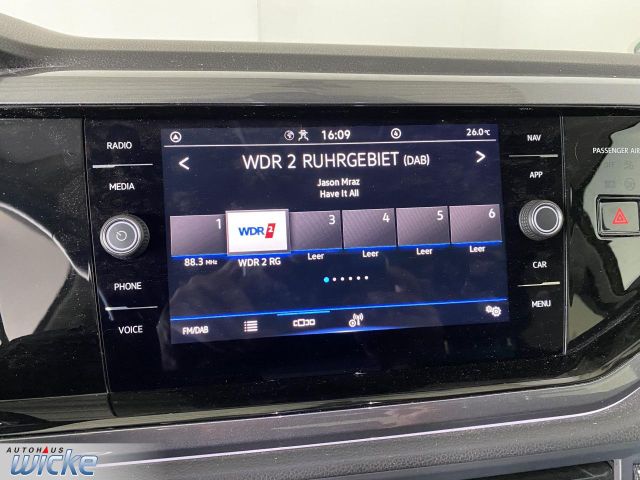 RADIO
MEDIA
PHONE
VOICE
16:09
26.0°C
WDR 2 RUHRGEBIET (DAB)
Jason Mraz
Have It All
1
88.3 MHz
WDR 2
WDR 2 RG
3
Leer
4
Leer
5
Leer
6
Leer
FM/DAB
NAV
APP
CAR
MENU
PASSENGER AIR
AUTOHAUS
WICKE